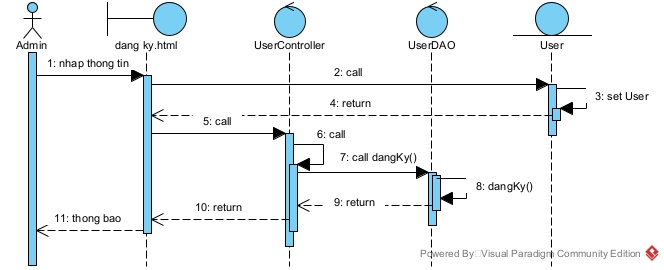 Admin
dang ky.html
UserController
UserDAO
User
1: nhap thong tin
2: call
3: set User
4: return
5: call
6: call
7: call dangKy()
8: dangKy()
9: return
10: return
11: thong bao
Powered By Visual Paradigm Community Edition